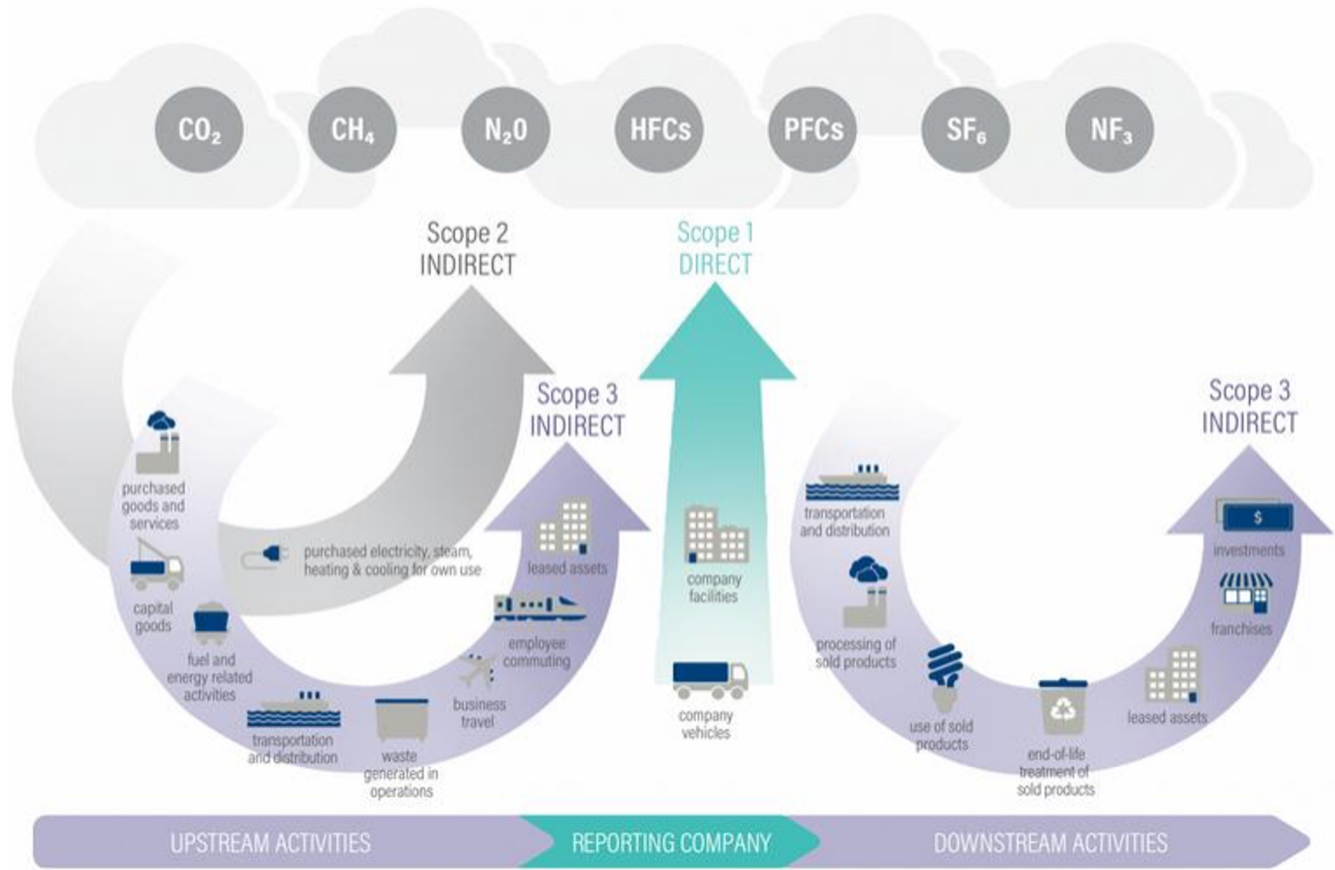 CO₂
CH₄
N₂0
HFCs
PFCs
SF₆
NF₃
Scope 2
INDIRECT
Scope 1
DIRECT
Scope 3
INDIRECT
Scope 3
INDIRECT
purchased
goods and
services
capital
goods
fuel and
energy related
activities
purchased electricity, steam,
heating & cooling for own use
transportation
and distribution
waste
generated in
operations
business
travel
employee
commuting
leased assets
company
facilities
company
vehicles
transportation
and distribution
processing of
sold products
use of sold
products
end-of-life
treatment of
sold products
leased assets
franchises
investments
$
UPSTREAM ACTIVITIES
REPORTING COMPANY
DOWNSTREAM ACTIVITIES